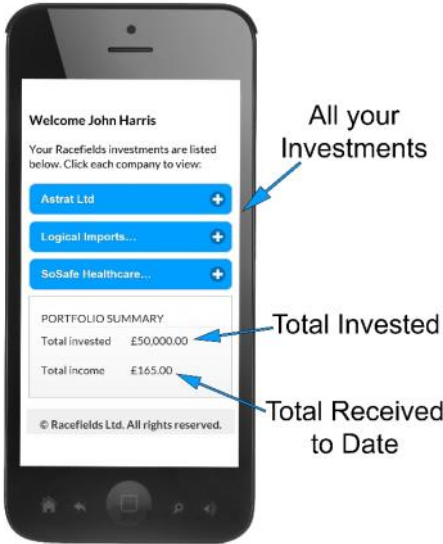 Welcome John Harris
Your Racefields investments are listed
below. Click each company to view:
Astrat Ltd
Logical Imports...
SoSafe Healthcare...
PORTFOLIO SUMMARY
Total invested £50,000.00
Total income £165.00
© Racefields Ltd. All rights reserved.
All your
Investments
Total Invested
Total Received
to Date